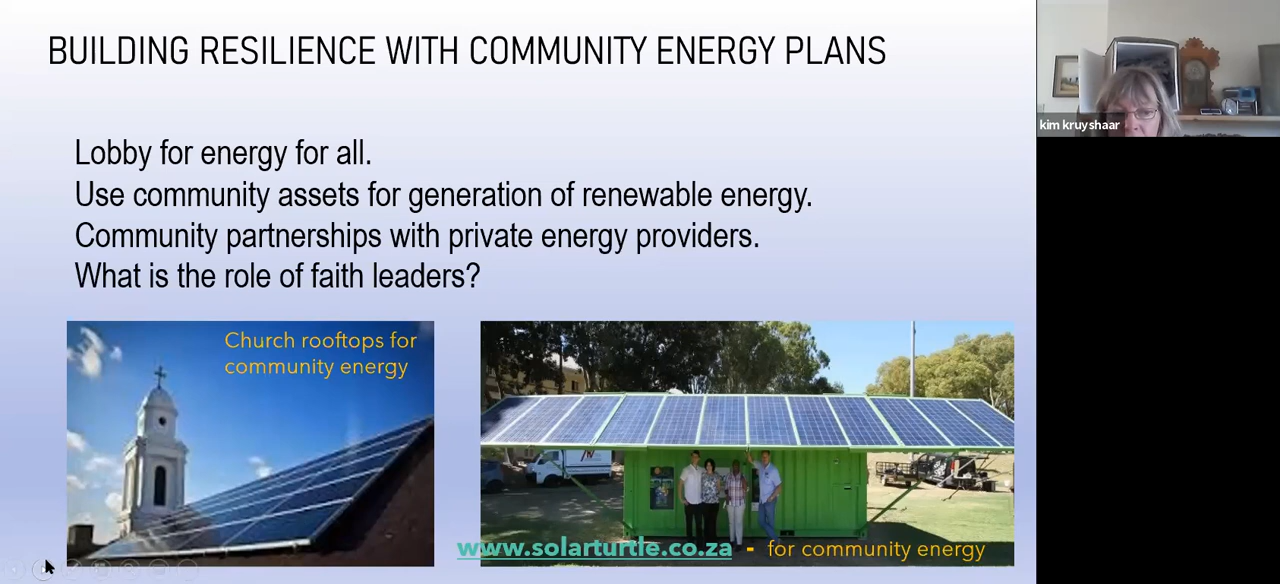 BUILDING RESILIENCE WITH COMMUNITY ENERGY PLANS
kim kruyshaar
Lobby for energy for all.
Use community assets for generation of renewable energy.
Community partnerships with private energy providers.
What is the role of faith leaders?
Church rooftops for
community energy
www.solarturtle.co.za - for community energy